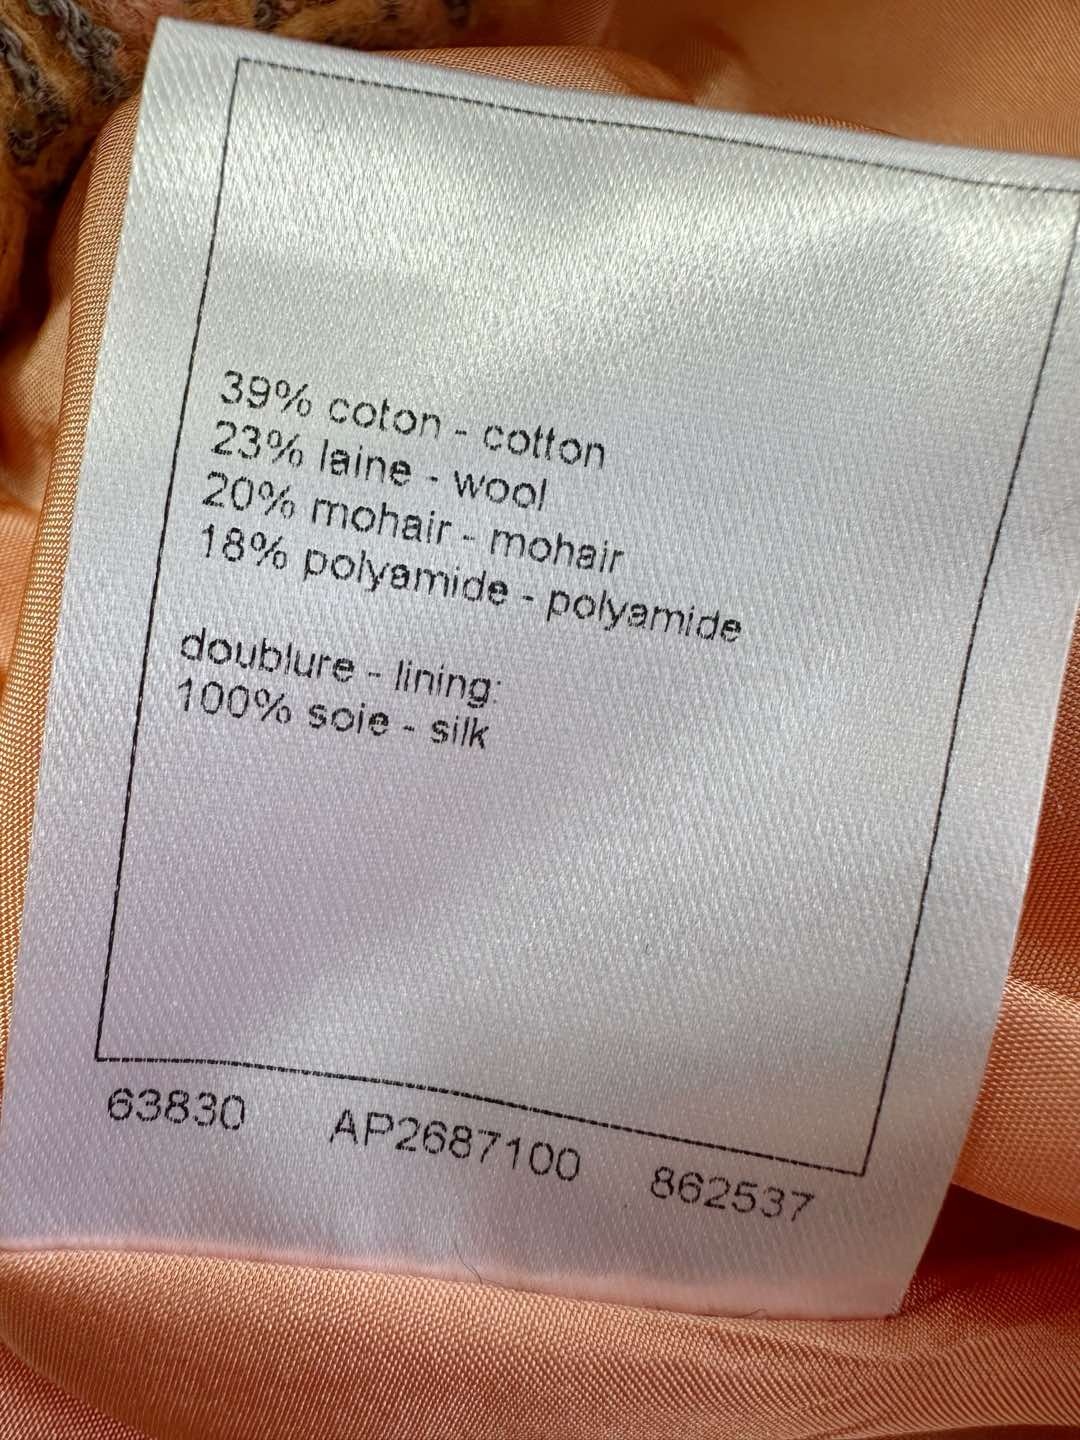 39% coton - cotton
23% laine - wool
20% mohair - mohair
18% polyamide - polyamide
doublure - lining:
100% soie - silk
63830 AP2687100 862537